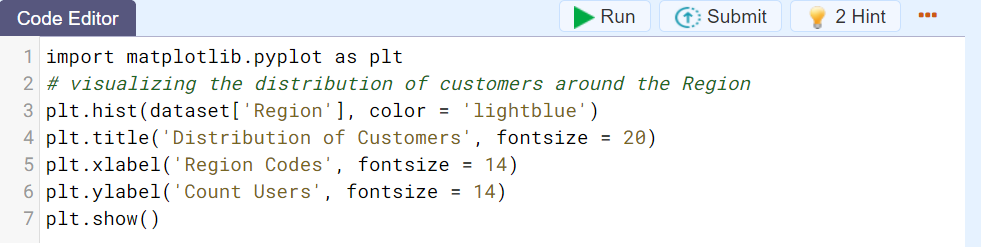 Code Editor Run Submit 2 Hint
1 import matplotlib.pyplot as plt
2 # visualizing the distribution of customers around the Region
3 plt.hist(dataset['Region'], color = 'lightblue')
4 plt.title('Distribution of Customers', fontsize = 20)
5 plt.xlabel('Region Codes', fontsize = 14)
6 plt.ylabel('Count Users', fontsize = 14)
7 plt.show()